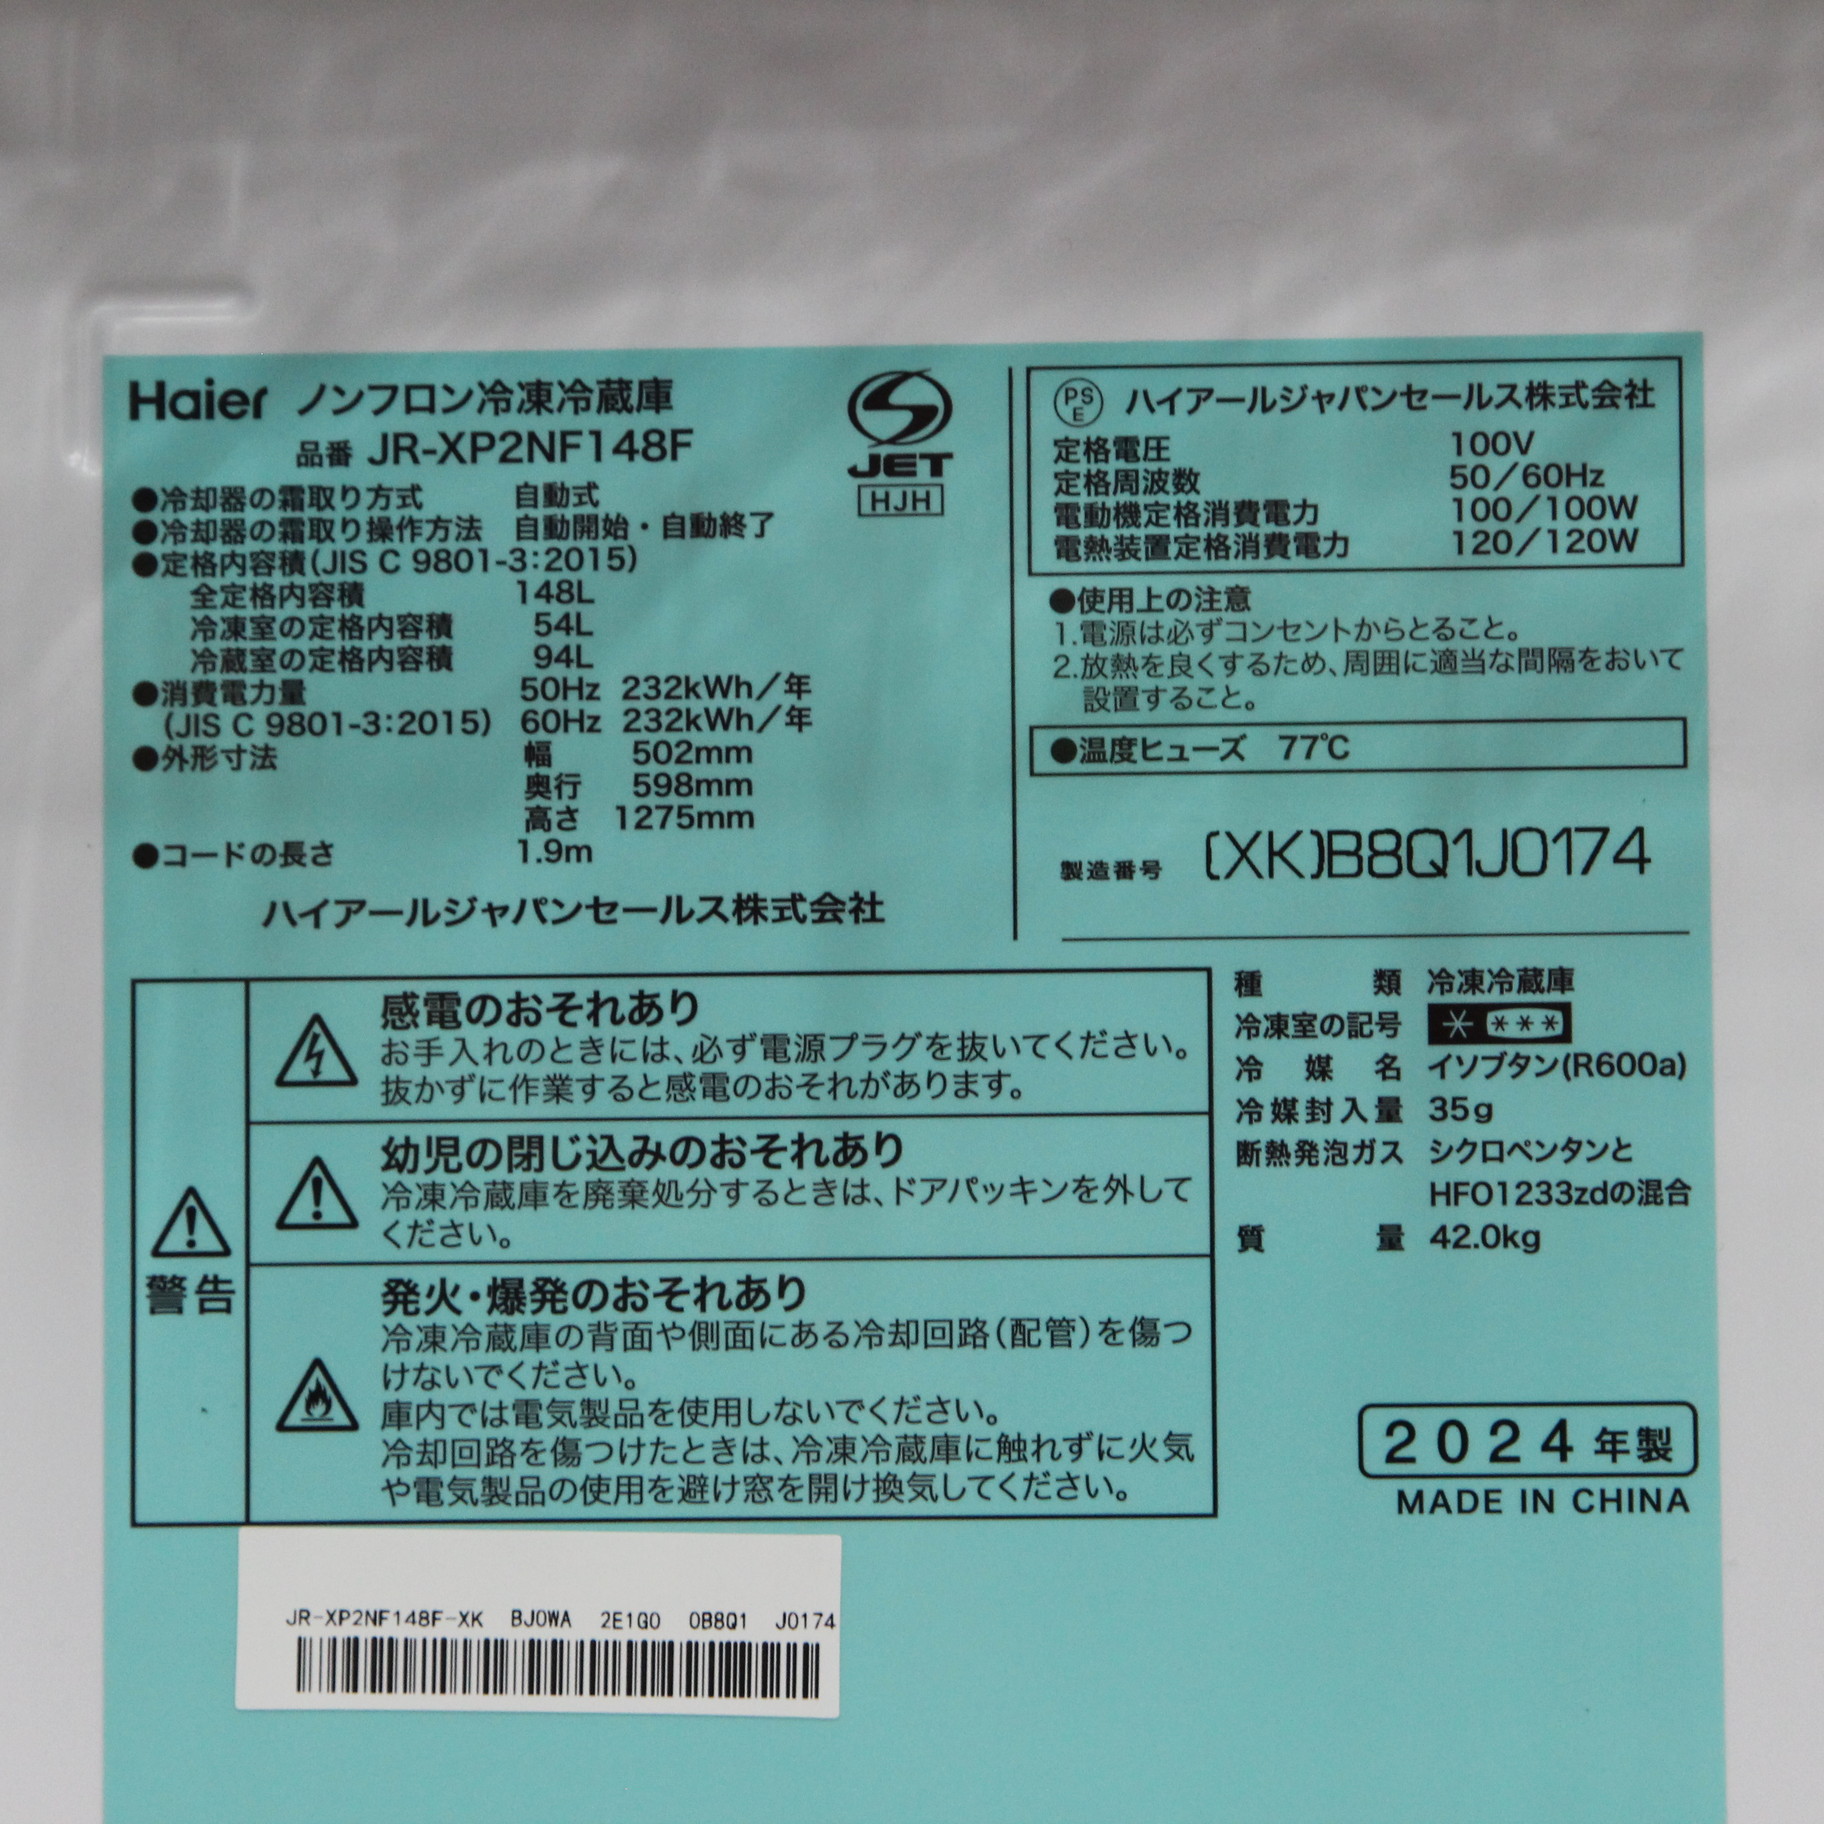 Haier ノンフロン冷凍冷蔵庫
品番 JR-XP2NF148F
JET
HJH
●冷却器の霜取り方式 自動式
●冷却器の霜取り操作方法 自動開始・自動終了
●定格内容積(JIS C 9801-3:2015)
全定格内容積 148L
冷凍室の定格内容積 54L
冷蔵室の定格内容積 94L
●消費電力量 50Hz 232kWh/年
(JIS C 9801-3:2015) 60Hz 232kWh/年
●外形寸法 幅 502mm
奥行 598mm
高さ 1275mm
●コードの長さ 1.9m
ハイアールジャパンセールス株式会社
PS
E
ハイアールジャパンセールス株式会社
定格電圧 100V
定格周波数 50/60Hz
電動機定格消費電力 100/100W
電熱装置定格消費電力 120/120W
●使用上の注意
1.電源は必ずコンセントからとること。
2.放熱を良くするため、周囲に適当な間隔をおいて
設置すること。
●温度ヒューズ 77℃
製造番号 (XK)B8Q1J0174
警告
感電のおそれあり
お手入れのときには、必ず電源プラグを抜いてください。
抜かずに作業すると感電のおそれがあります。
幼児の閉じ込みのおそれあり
冷凍冷蔵庫を廃棄処分するときは、ドアパッキンを外して
ください。
発火・爆発のおそれあり
冷凍冷蔵庫の背面や側面にある冷却回路(配管)を傷つ
けないでください。
庫内では電気製品を使用しないでください。
冷却回路を傷つけたときは、冷凍冷蔵庫に触れずに火気
や電気製品の使用を避け窓を開け換気してください。
種類 冷凍冷蔵庫
冷凍室の記号 * ***
冷媒名 イソブタン(R600a)
冷媒封入量 35g
断熱発泡ガス シクロペンタンと
HFO1233zdの混合
質量 42.0kg
2024年製
MADE IN CHINA
JR-XP2NF148F-XK BJ0WA 2E1G0 0B8Q1 J0174